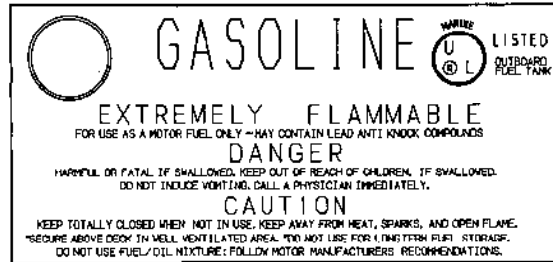 GASOLINE
MARINE
U
® L
LISTED
OUTBOARD
FUEL TANK
EXTREMELY FLAMMABLE
FOR USE AS A MOTOR FUEL ONLY - MAY CONTAIN LEAD ANTI KNOCK COMPOUNDS
DANGER
HARMFUL OR FATAL IF SWALLOWED. KEEP OUT OF REACH OF CHILDREN. IF SWALLOWED.
DO NOT INDUCE VOMITING. CALL A PHYSICIAN IMMEDIATELY.
CAUTION
KEEP TOTALLY CLOSED WHEN NOT IN USE. KEEP AWAY FROM HEAT, SPARKS, AND OPEN FLAME.
*SECURE ABOVE DECK IN WELL VENTILATED AREA. *DO NOT USE FOR LONG TERM FUEL STORAGE.
DO NOT USE FUEL/OIL MIXTURE: FOLLOW MOTOR MANUFACTURERS RECOMMENDATIONS.